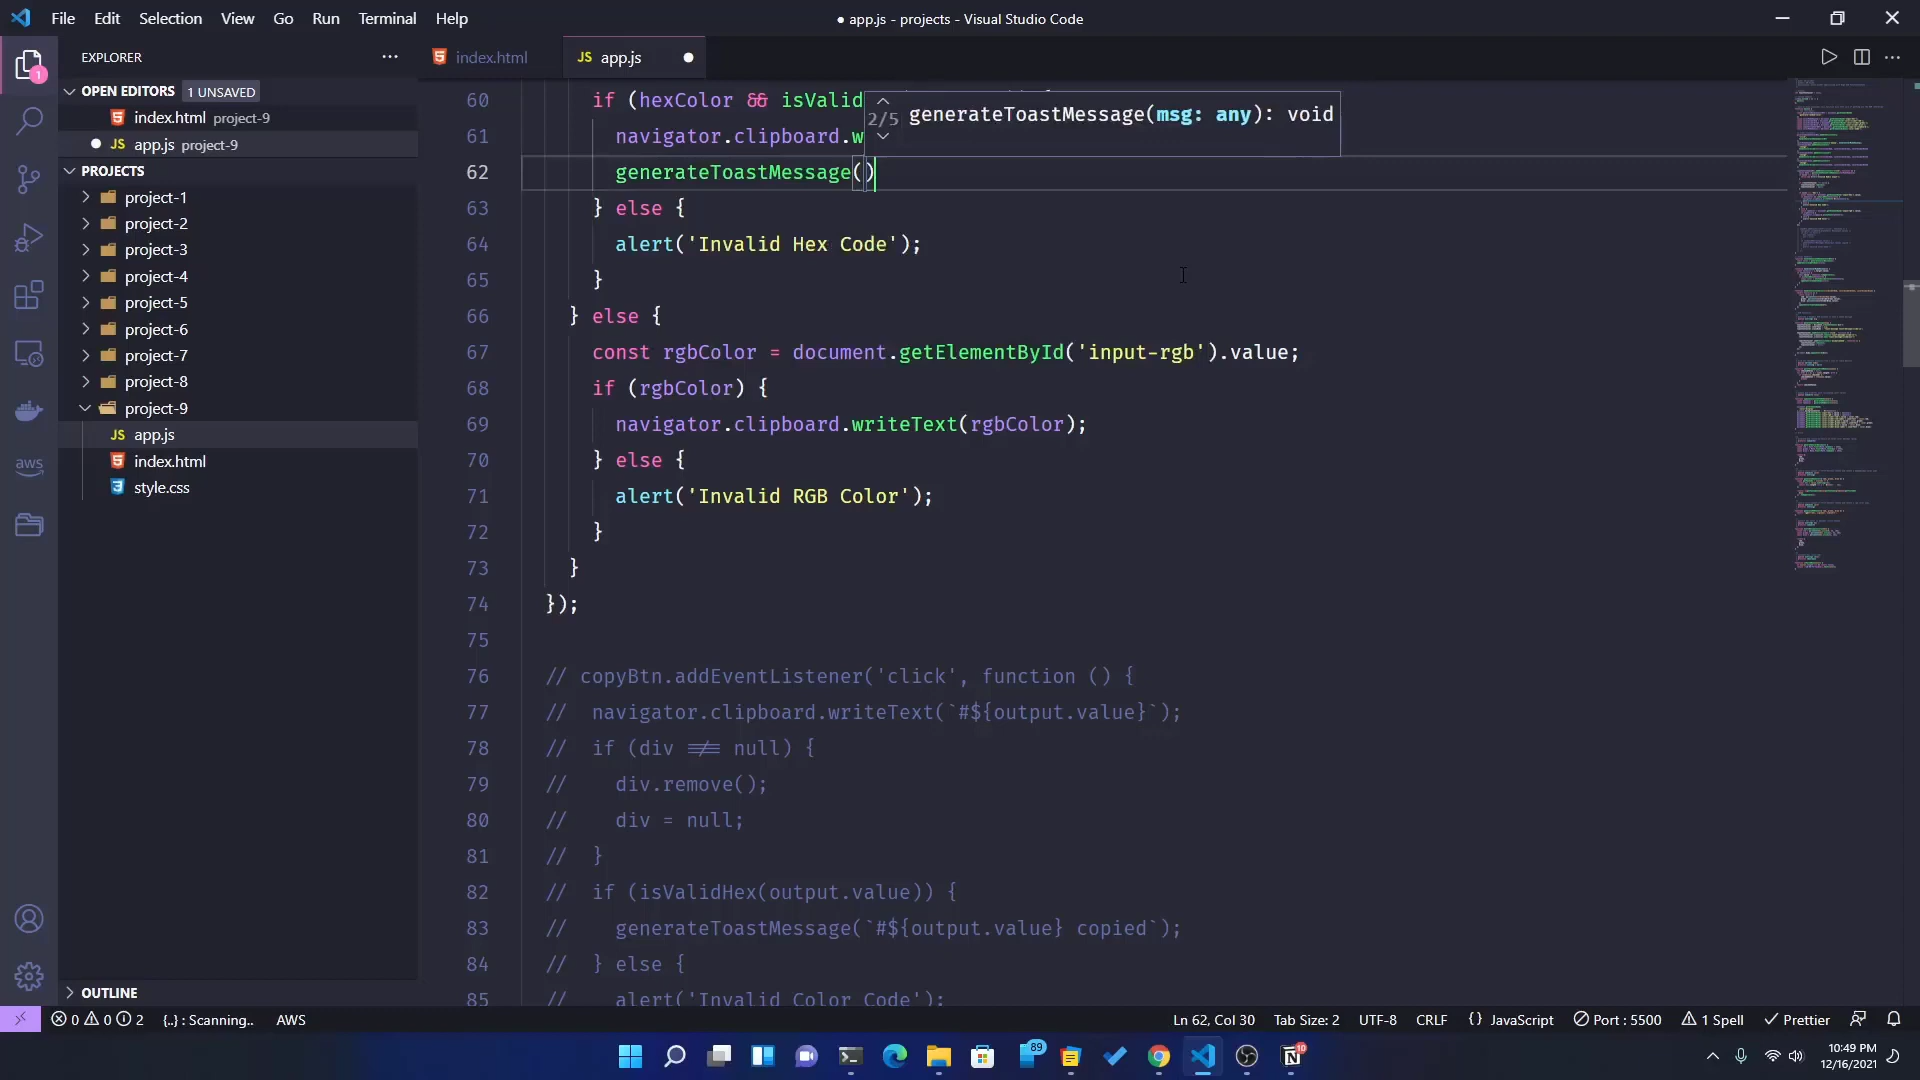 File Edit Selection View Go Run Terminal Help
● app.js - projects - Visual Studio Code
EXPLORER
OPEN EDITORS 1 UNSAVED
index.html project-9
JS app.js project-9
PROJECTS
project-1
project-2
project-3
project-4
project-5
project-6
project-7
project-8
project-9
JS app.js
index.html
style.css
OUTLINE
aws
1
index.html
JS app.js
60 if (hexColor && isValid
2/5 generateToastMessage(msg: any): void
61 navigator.clipboard.w
62 generateToastMessage()
63 } else {
64 alert('Invalid Hex Code');
65 }
66 } else {
67 const rgbColor = document.getElementById('input-rgb').value;
68 if (rgbColor) {
69 navigator.clipboard.writeText(rgbColor);
70 } else {
71 alert('Invalid RGB Color');
72 }
73 }
74 });
75
76 // copyBtn.addEventListener('click', function () {
77 // navigator.clipboard.writeText(`#${output.value}`);
78 // if (div !== null) {
79 // div.remove();
80 // div = null;
81 // }
82 // if (isValidHex(output.value)) {
83 // generateToastMessage(`#${output.value} copied`);
84 // } else {
85 // alert('Invalid Color Code');
0 0 2 {..} : Scanning.. AWS
Ln 62, Col 30 Tab Size: 2 UTF-8 CRLF {} JavaScript Port : 5500 1 Spell Prettier
89
10
10:49 PM
12/16/2021